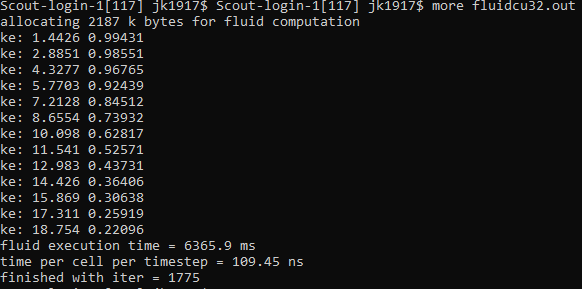 Scout-login-1[117] jk1917$ Scout-login-1[117] jk1917$ more fluidcu32.out
allocating 2187 k bytes for fluid computation
ke: 1.4426 0.99431
ke: 2.8851 0.98551
ke: 4.3277 0.96765
ke: 5.7703 0.92439
ke: 7.2128 0.84512
ke: 8.6554 0.73932
ke: 10.098 0.62817
ke: 11.541 0.52571
ke: 12.983 0.43731
ke: 14.426 0.36406
ke: 15.869 0.30638
ke: 17.311 0.25919
ke: 18.754 0.22096
fluid execution time = 6365.9 ms
time per cell per timestep = 109.45 ns
finished with iter = 1775